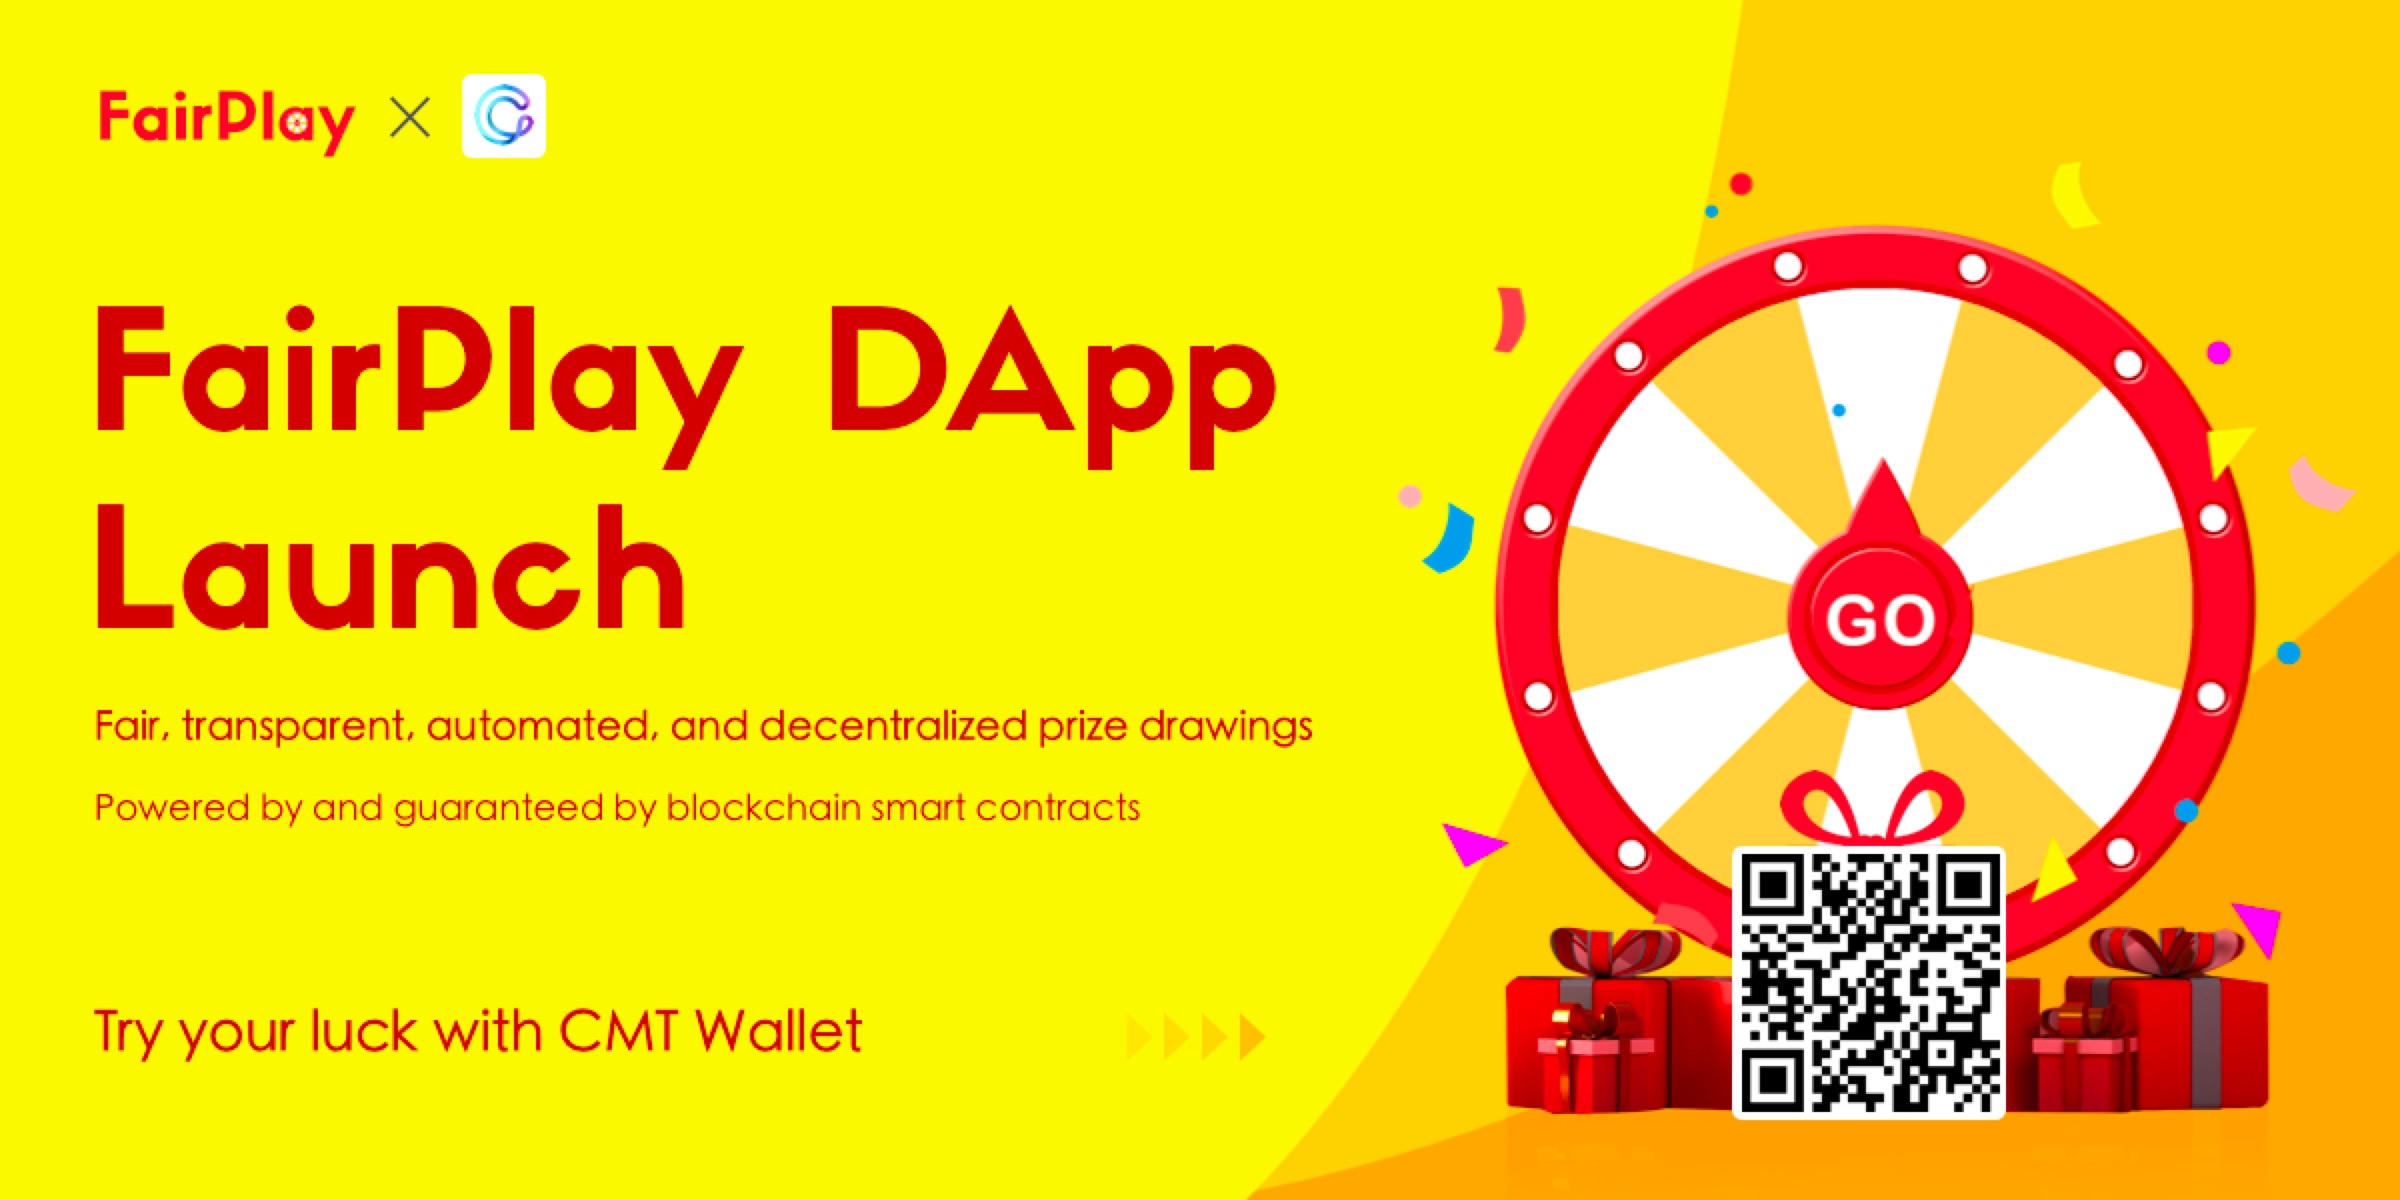 FairPlay
FairPlay DApp
Launch
Fair, transparent, automated, and decentralized prize drawings
Powered by and guaranteed by blockchain smart contracts
Try your luck with CMT Wallet
GO